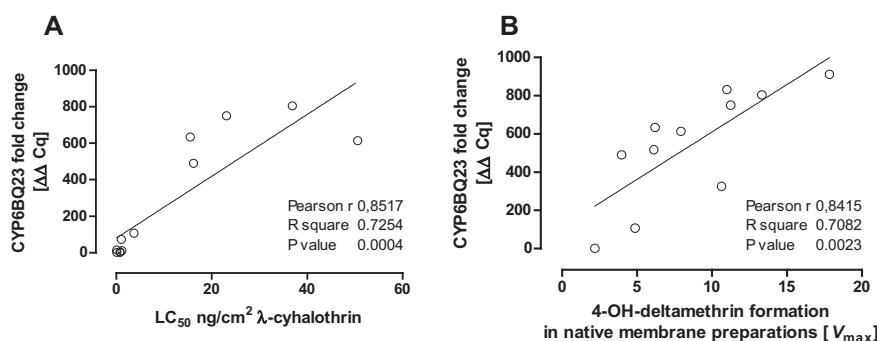 A
CYP6BQ23 fold change
[ΔΔ Cq]
1000
800
600
400
200
0
Pearson r 0,8517
R square 0.7254
P value 0.0004
0
20
40
60
LC50 ng/cm² λ-cyhalothrin
B
CYP6BQ23 fold change
[ΔΔ Cq]
1000
800
600
400
200
0
Pearson r 0,8415
R square 0.7082
P value 0.0023
0
5
10
15
20
4-OH-deltamethrin formation
in native membrane preparations [Vmax]